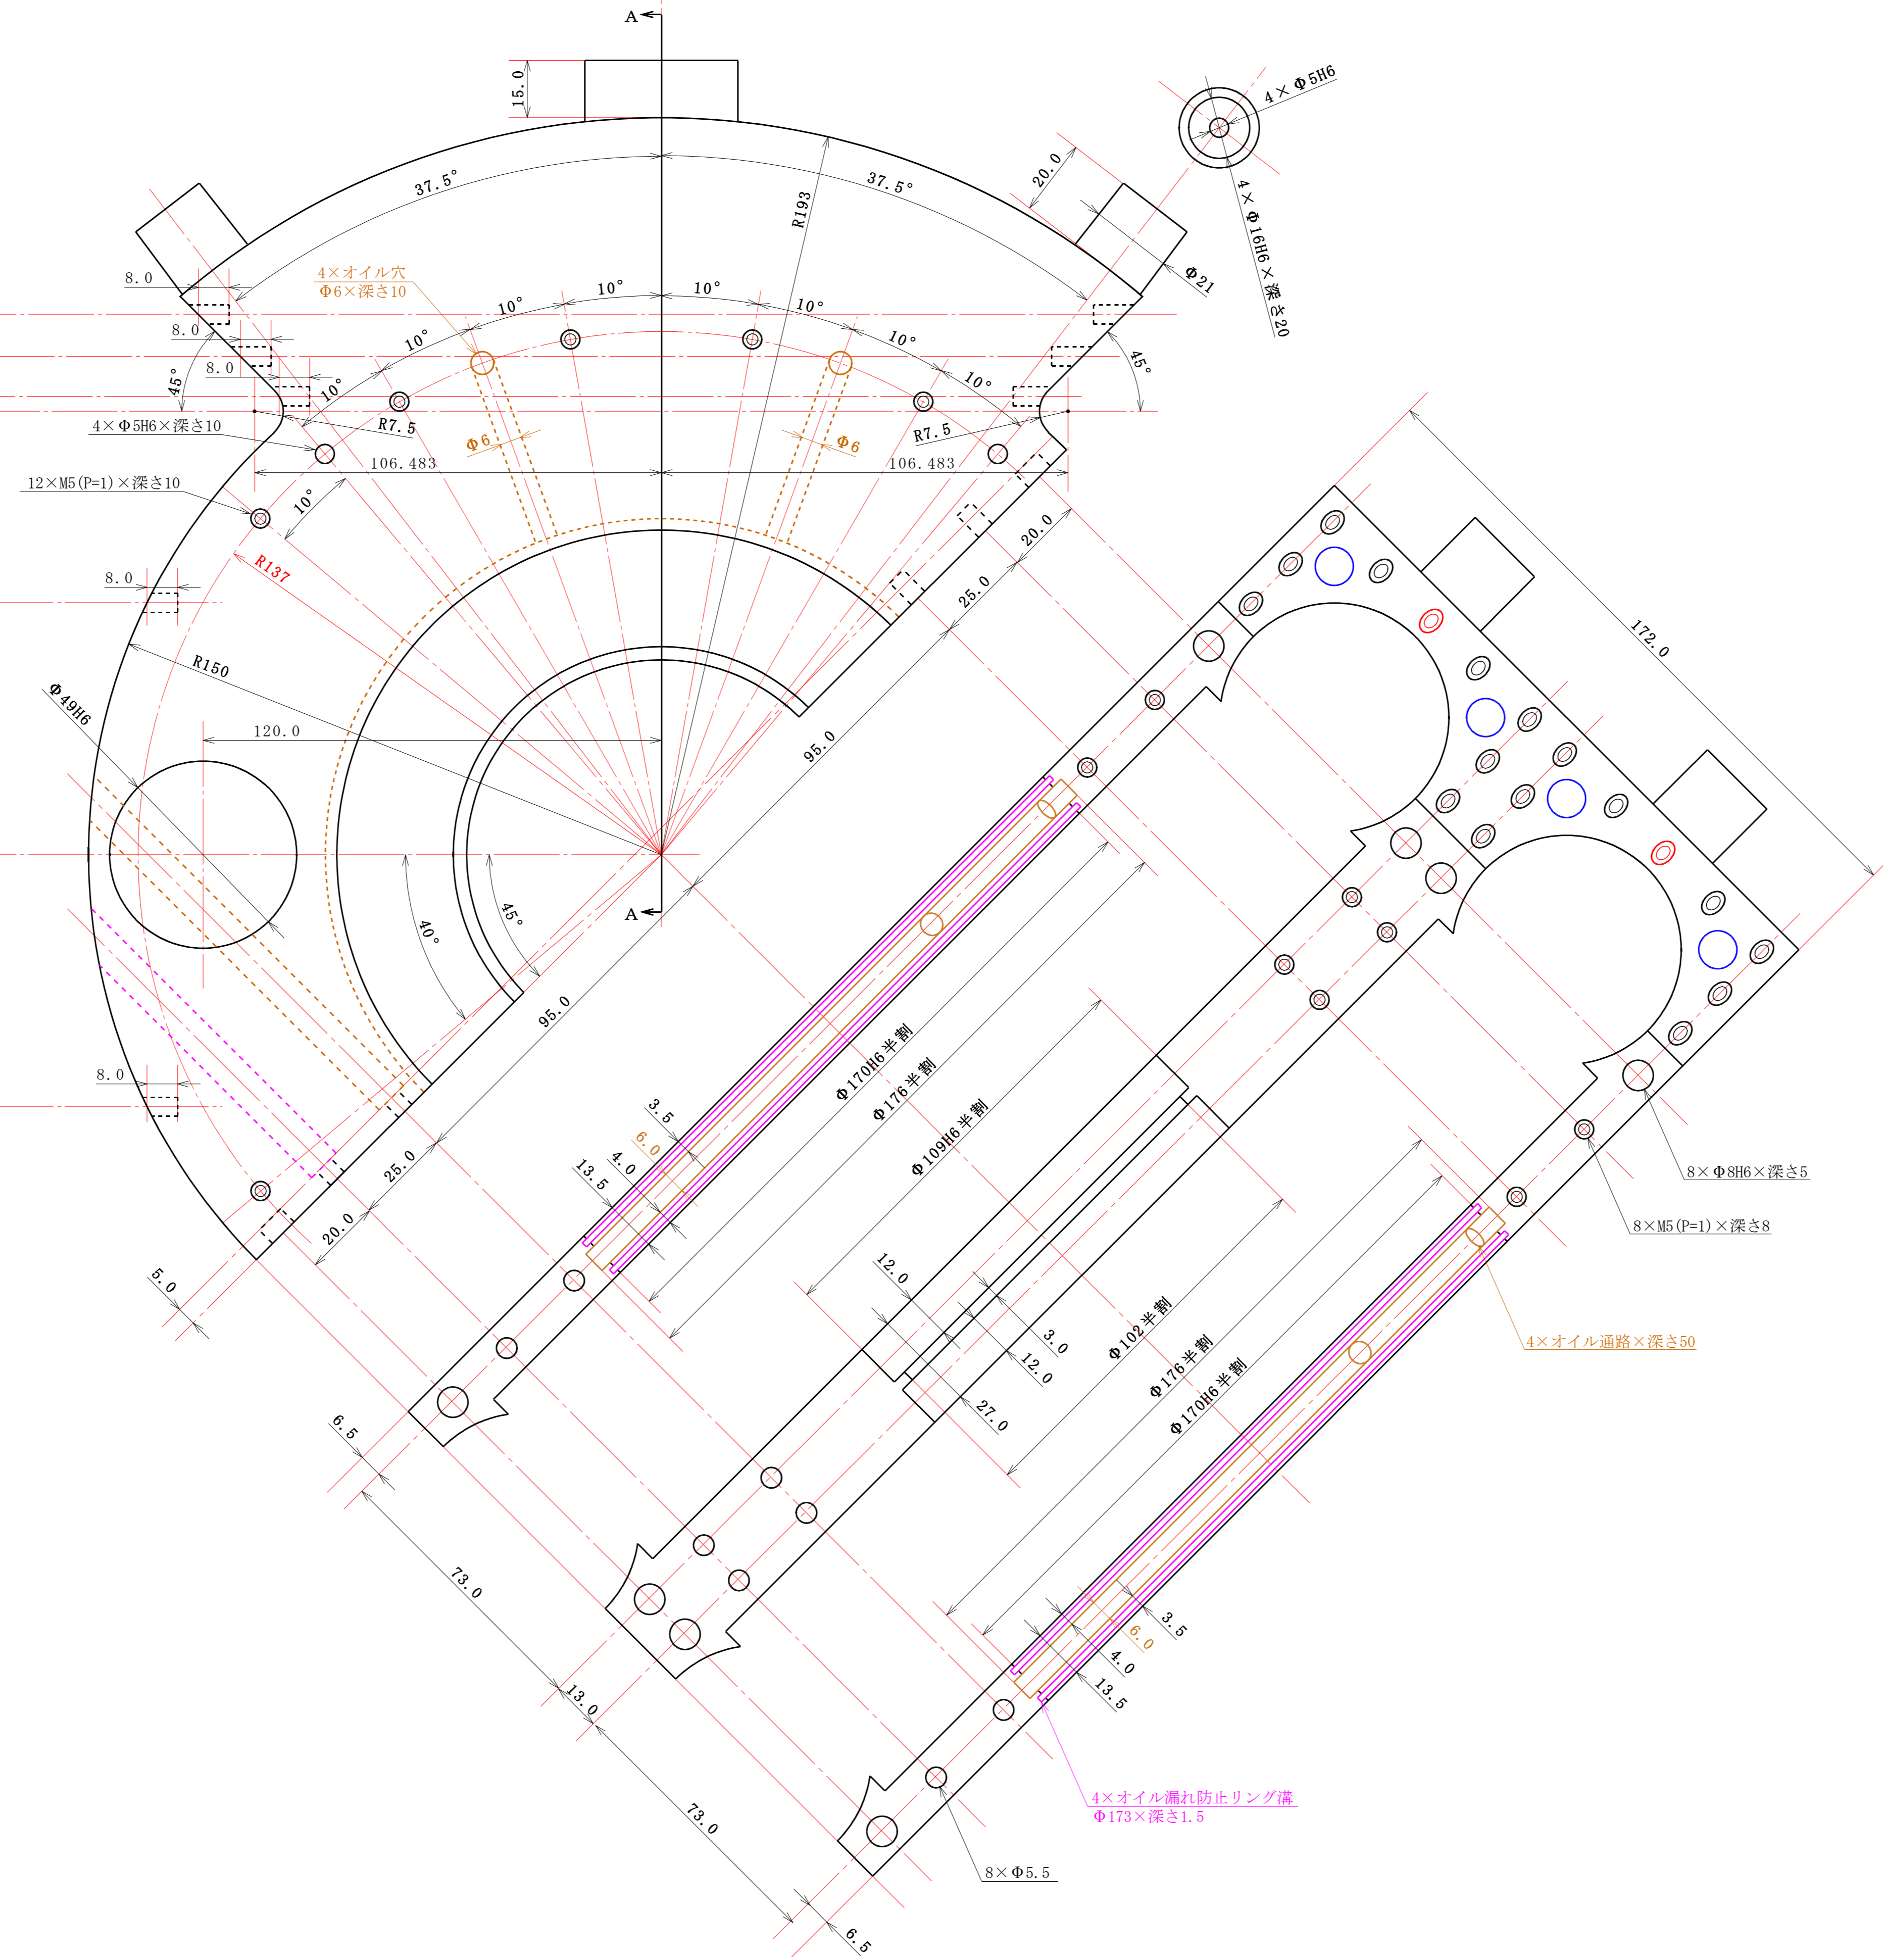 A
15.0
4×Φ5H6
4×Φ16H6×深さ20
20.0
Φ21
37.5°
37.5°
R193
8.0
4×オイル穴
Φ6×深さ10
10°
10°
10°
10°
10°
10°
10°
10°
8.0
8.0
45°
45°
4×Φ5H6×深さ10
R7.5
R7.5
Φ6
Φ6
106.483
106.483
12×M5(P=1)×深さ10
10°
20.0
R137
8.0
25.0
R150
172.0
Φ49H6
120.0
95.0
A
40°
45°
95.0
8.0
Φ170H6半割
Φ176半割
Φ109H6半割
3.5
6.0
4.0
13.5
25.0
20.0
8×Φ8H6×深さ5
8×M5(P=1)×深さ8
5.0
12.0
3.0
12.0
27.0
Φ102半割
Φ176半割
Φ170H6半割
4×オイル通路×深さ50
6.5
73.0
3.5
6.0
4.0
13.5
13.0
4×オイル漏れ防止リング溝
Φ173×深さ1.5
73.0
8×Φ5.5
6.5